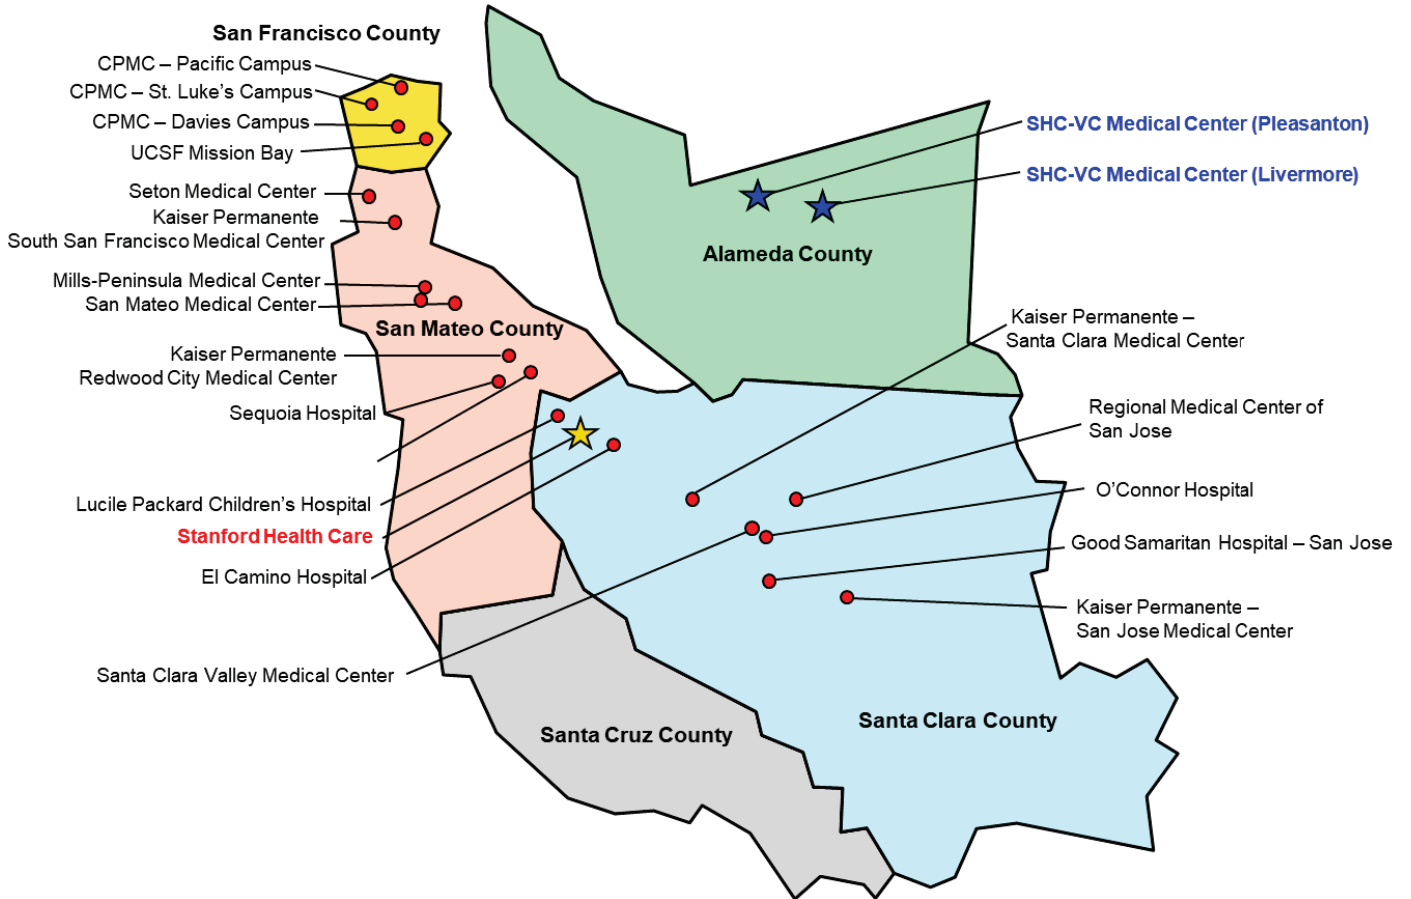 San Francisco County
CPMC – Pacific Campus
CPMC – St. Luke's Campus
CPMC – Davies Campus
UCSF Mission Bay
Seton Medical Center
Kaiser Permanente
South San Francisco Medical Center
Mills-Peninsula Medical Center
San Mateo Medical Center
San Mateo County
Kaiser Permanente
Redwood City Medical Center
Sequoia Hospital
Lucile Packard Children's Hospital
Stanford Health Care
El Camino Hospital
Santa Clara Valley Medical Center
SHC-VC Medical Center (Pleasanton)
SHC-VC Medical Center (Livermore)
Alameda County
Kaiser Permanente –
Santa Clara Medical Center
Regional Medical Center of
San Jose
O'Connor Hospital
Good Samaritan Hospital – San Jose
Kaiser Permanente –
San Jose Medical Center
Santa Clara County
Santa Cruz County